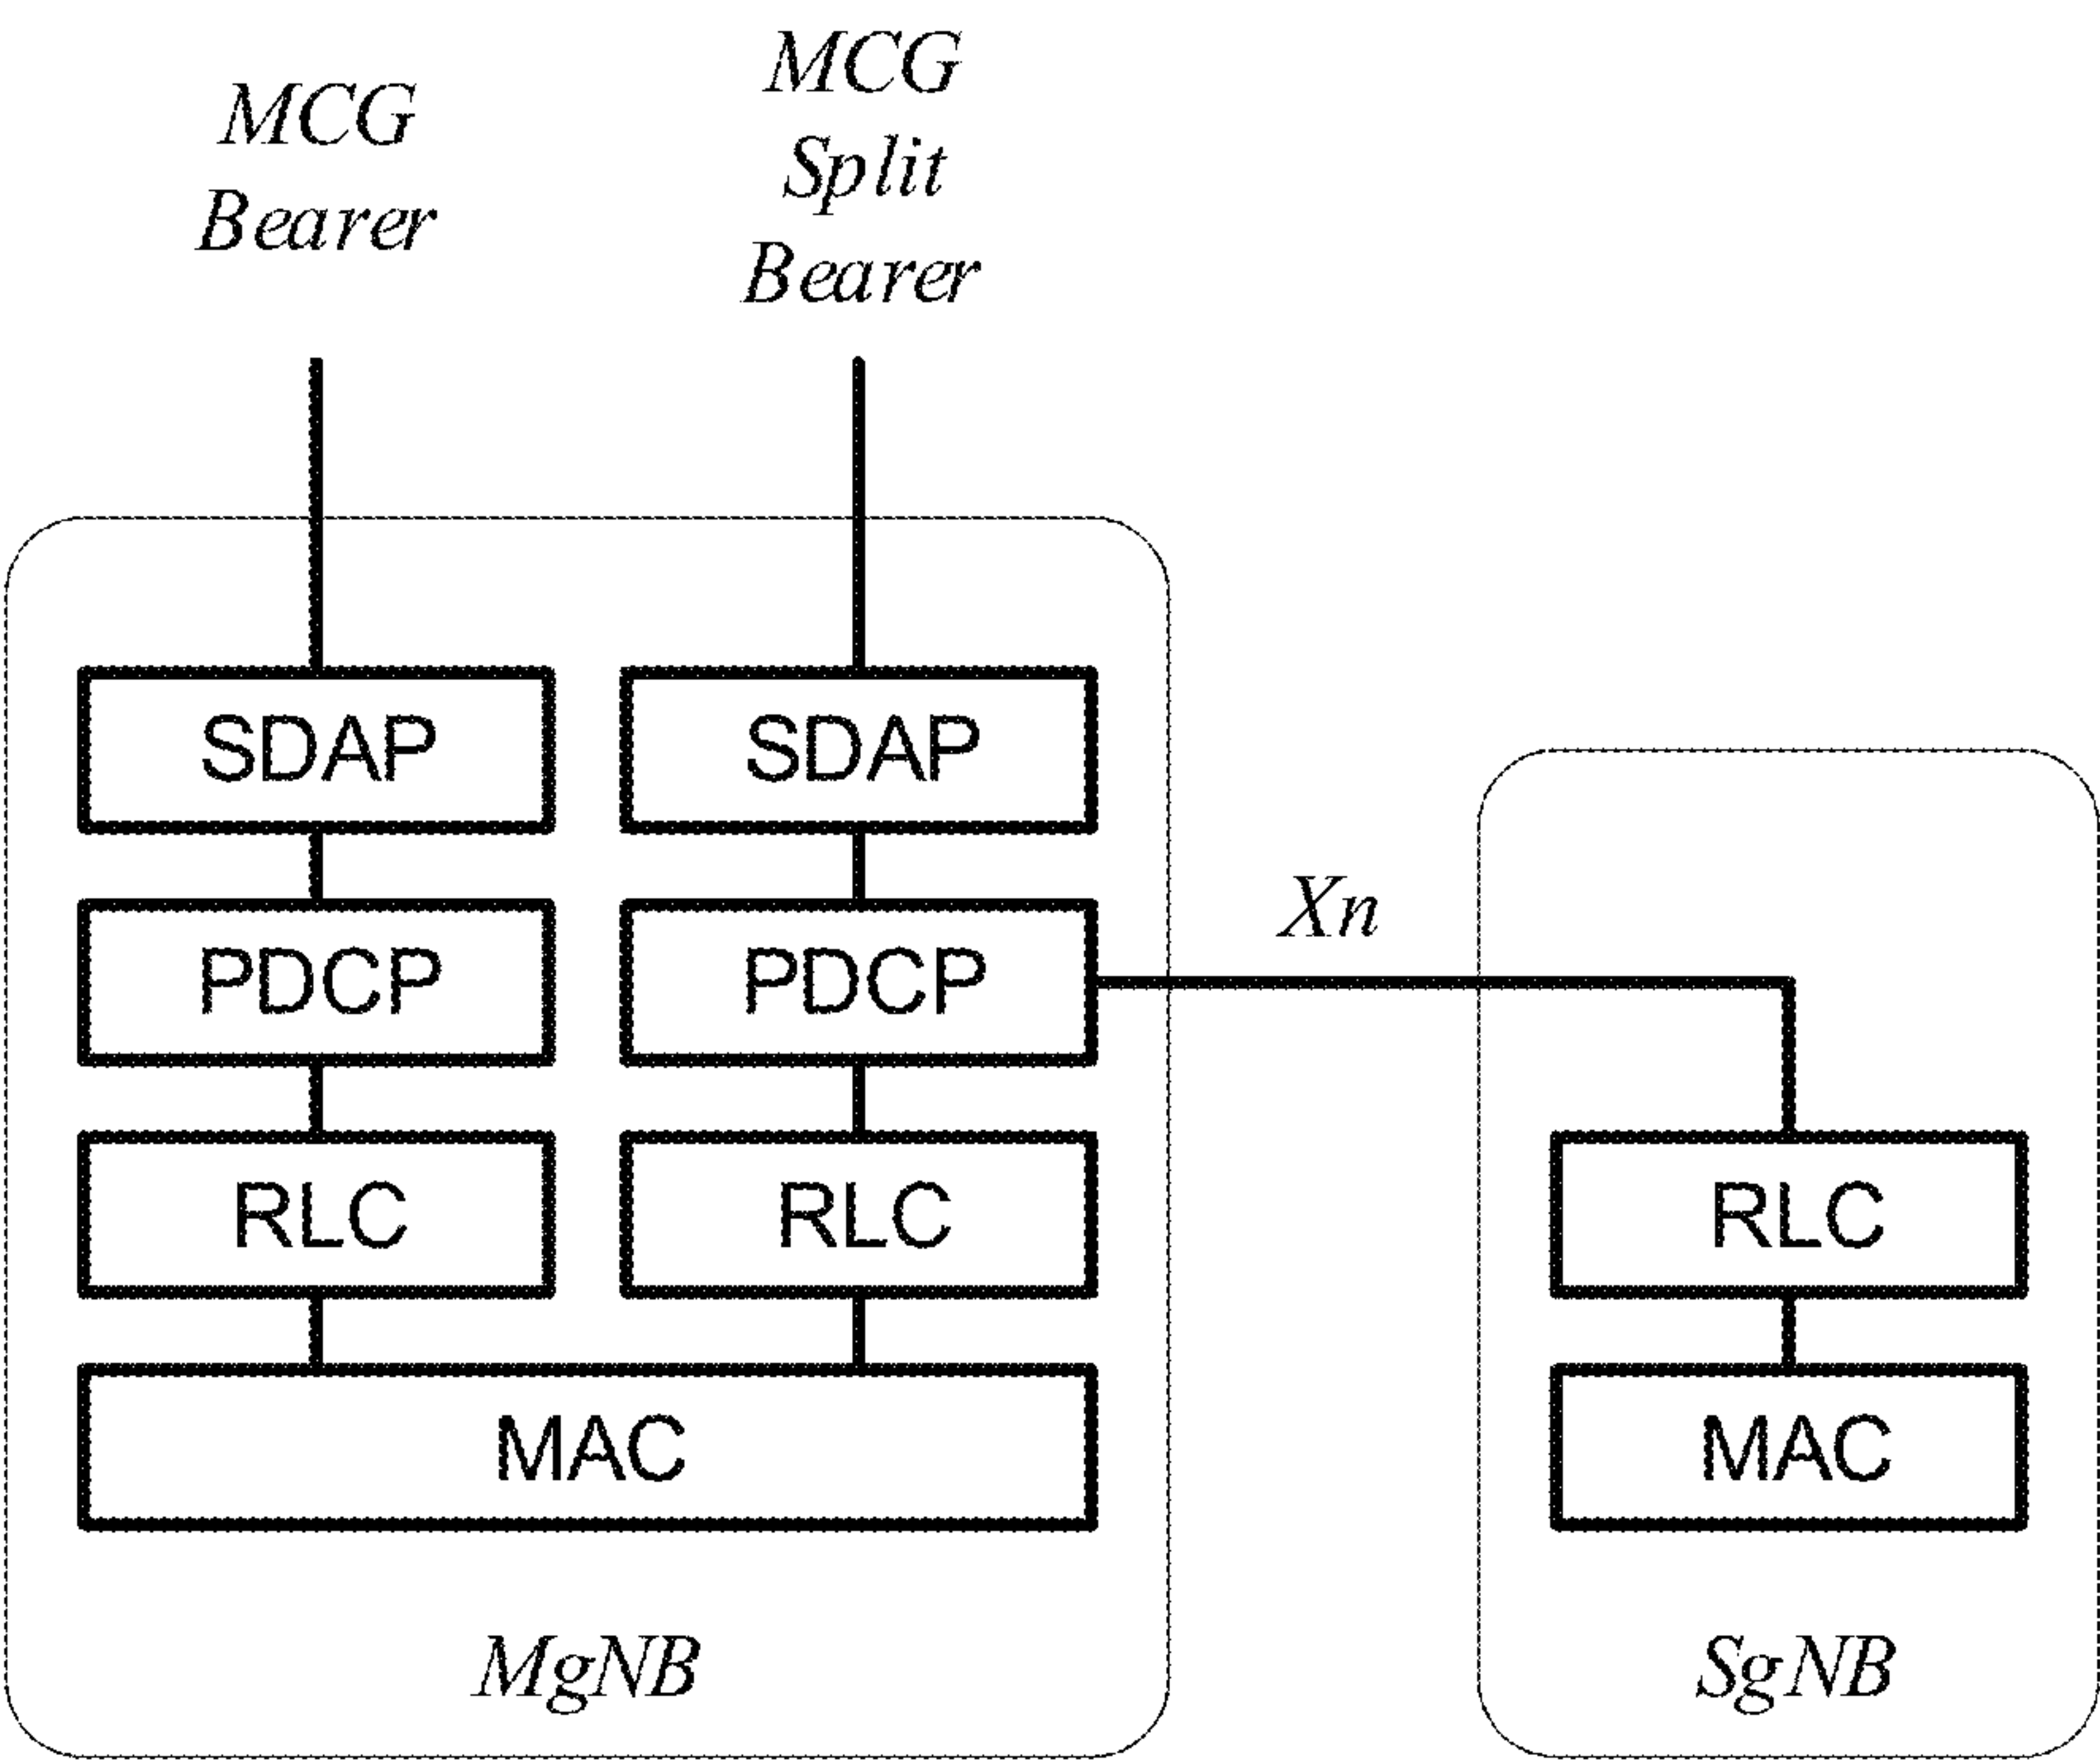 MCG
Bearer
MCG
Split
Bearer
SDAP
SDAP
PDCP
PDCP
Xn
RLC
RLC
RLC
MAC
MAC
MgNB
SgNB